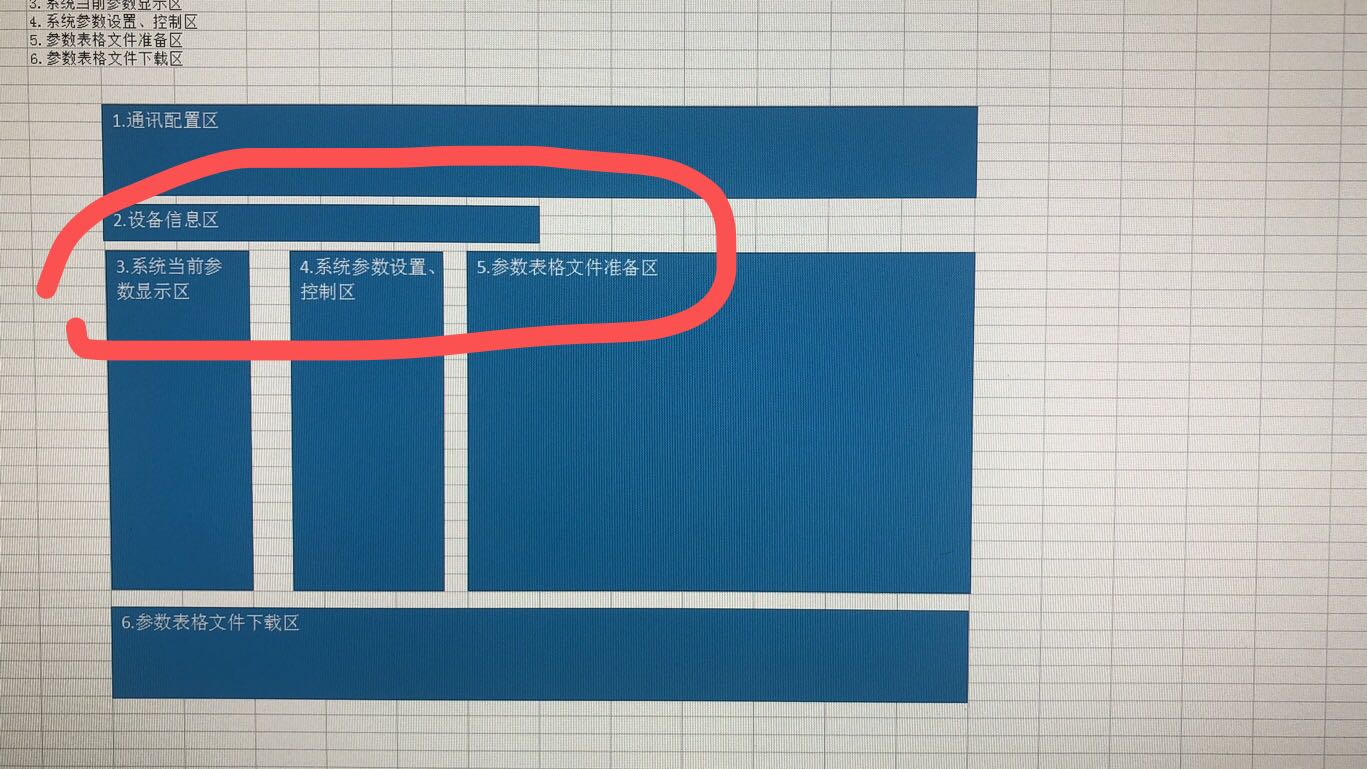 3. 系统当前参数显示区
4. 系统参数设置、控制区
5. 参数表格文件准备区
6. 参数表格文件下载区
1.通讯配置区
2.设备信息区
3.系统当前参
数显示区
4.系统参数设置、
控制区
5.参数表格文件准备区
6.参数表格文件下载区